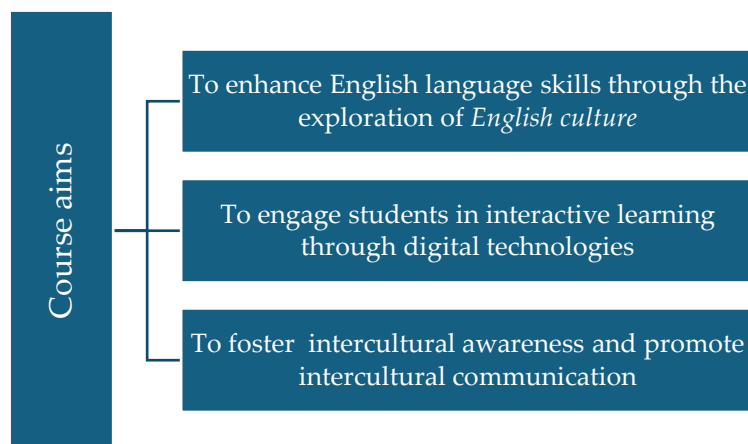 Course aims
To enhance English language skills through the
exploration of English culture
To engage students in interactive learning
through digital technologies
To foster  intercultural awareness and promote
intercultural communication